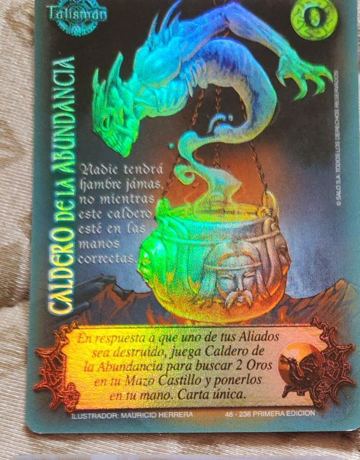 Talismán
0
CALDERO DE LA ABUNDANCIA
Nadie tendrá
hambre jámas,
no mientras
este caldero
esté en las
manos
correctas.
© SALO S.A. TODOS LOS DERECHOS RESERVADOS
En respuesta a que uno de tus Aliados
sea destruido, juega Caldero de
la Abundancia para buscar 2 Oros
en tu Mazo Castillo y ponerlos
en tu mano. Carta única.
ILUSTRADOR: MAURICIO HERRERA 46 - 236 PRIMERA EDICION